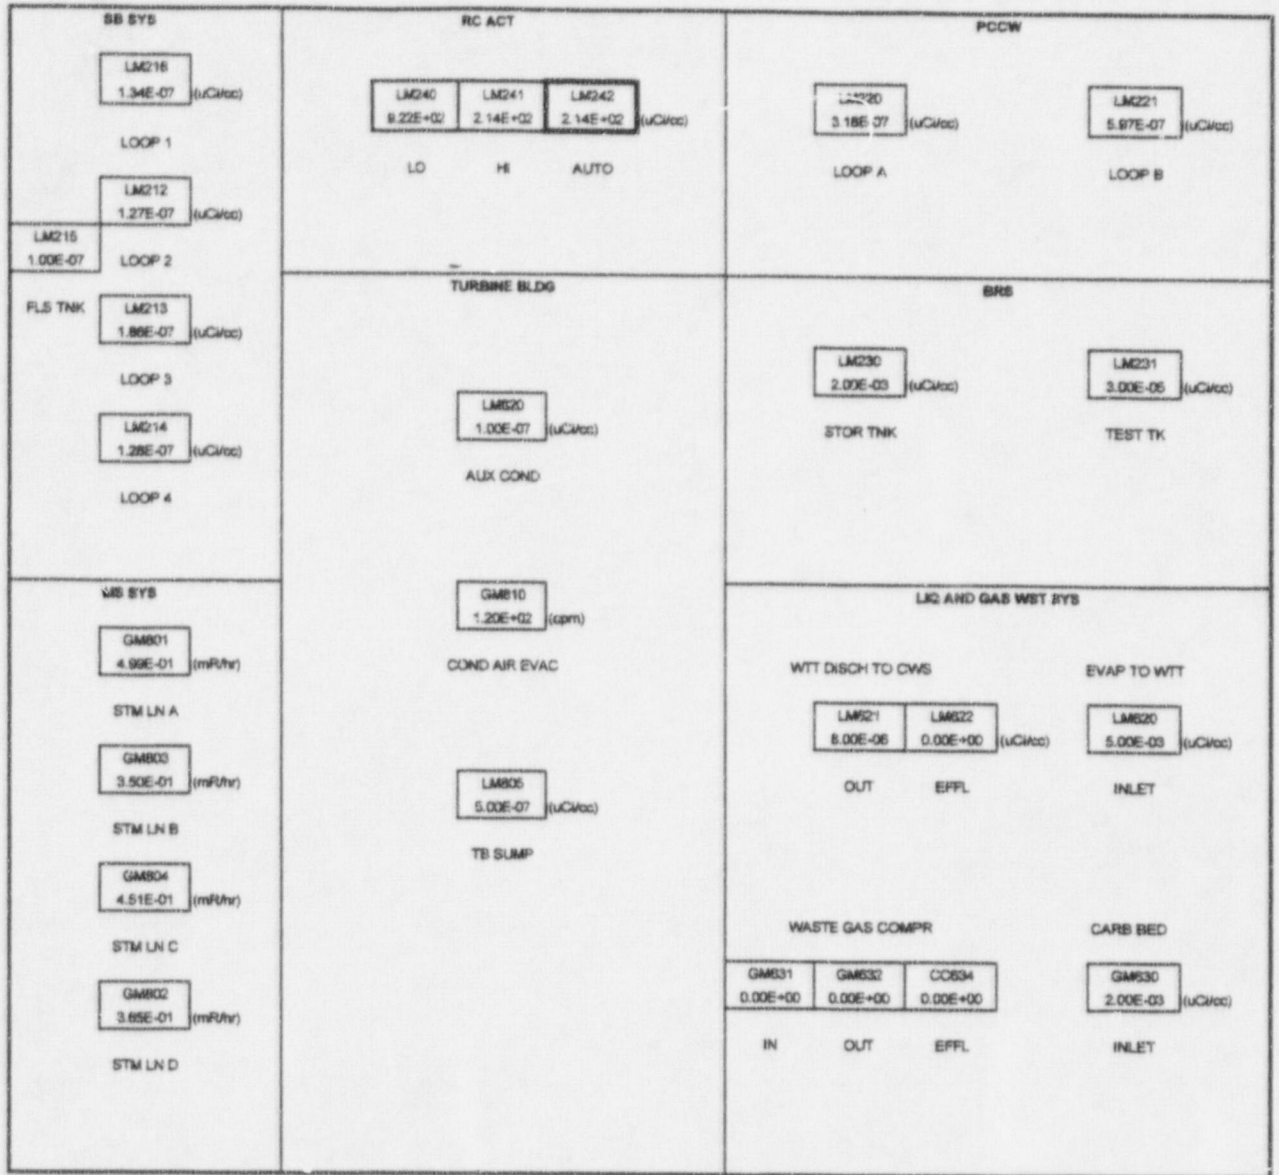 SB SYS
LM216
1.34E-07 (uCi/cc)
LOOP 1
LM212
1.27E-07 (uCi/cc)
LM215
1.00E-07
LOOP 2
FLS TNK
LM213
1.86E-07 (uCi/cc)
LOOP 3
LM214
1.28E-07 (uCi/cc)
LOOP 4
RC ACT
LM240 LM241 LM242
9.22E+02 2.14E+02 2.14E+02 (uCi/cc)
LO HI AUTO
PCCW
LM220 LM221
3.18E-07 (uCi/cc) 5.97E-07 (uCi/cc)
LOOP A LOOP B
TURBINE BLDG
LM620
1.00E-07 (uCi/cc)
AUX COND
GM810
1.20E+02 (cpm)
COND AIR EVAC
LM805
5.00E-07 (uCi/cc)
TB SUMP
BRS
LM230 LM231
2.00E-03 (uCi/cc) 3.00E-05 (uCi/cc)
STOR TNK TEST TK
MS SYS
GM801
4.99E-01 (mR/hr)
STM LN A
GM803
3.50E-01 (mR/hr)
STM LN B
GM804
4.51E-01 (mR/hr)
STM LN C
GM802
3.65E-01 (mR/hr)
STM LN D
LIQ AND GAS WST SYS
WTT DISCH TO CWS EVAP TO WTT
LM621 LM622 LM620
8.00E-06 0.00E+00 (uCi/cc) 5.00E-03 (uCi/cc)
OUT EFFL INLET
WASTE GAS COMPR CARB BED
GM631 GM632 CC634 GM630
0.00E+00 0.00E+00 0.00E+00 2.00E-03 (uCi/cc)
IN OUT EFFL INLET